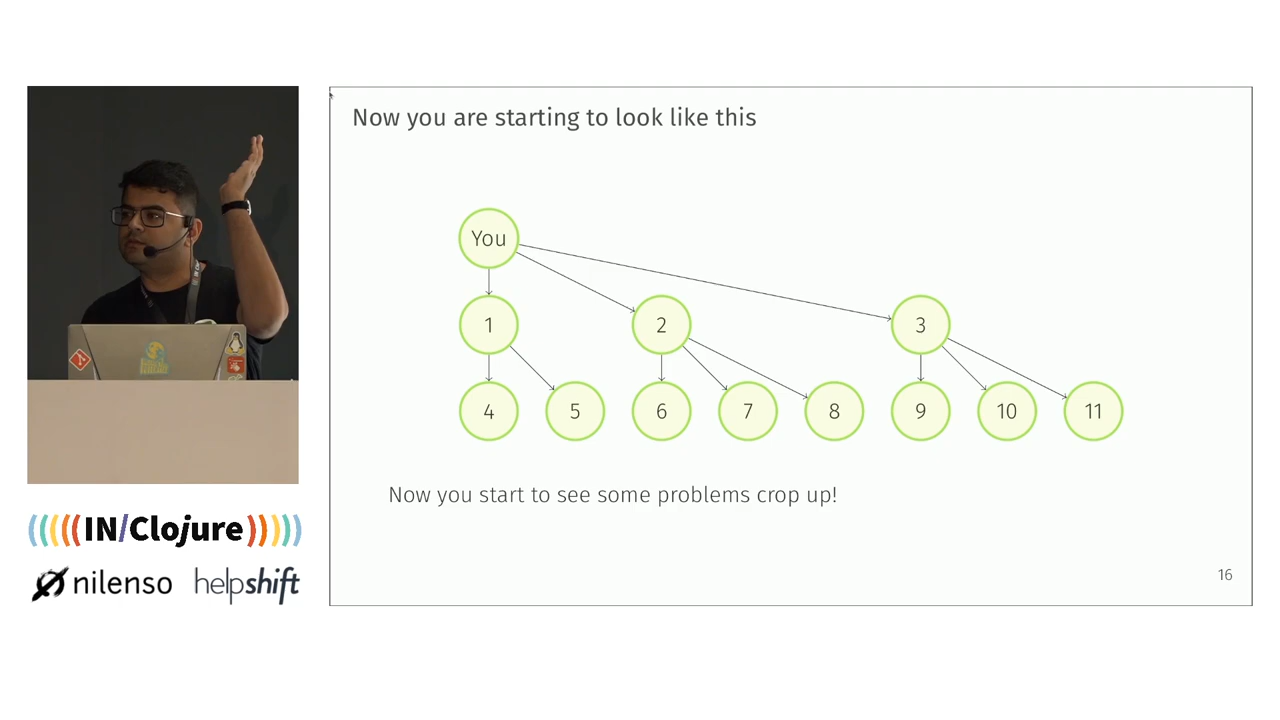 Now you are starting to look like this
You
1
2
3
4
5
6
7
8
9
10
11
Now you start to see some problems crop up!
16
((((( IN/Clojure )))))
nilenso
helpshift